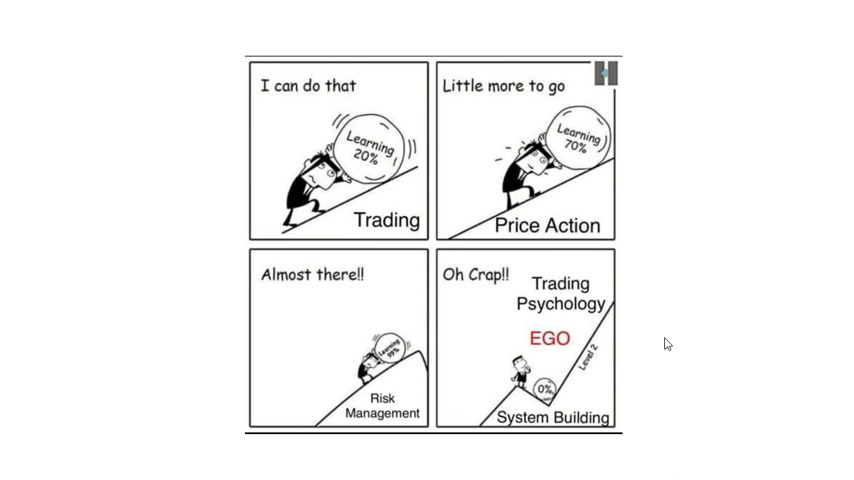 I can do that
Learning
20%
Trading
Little more to go
Learning
70%
Price Action
Almost there!!
Learning
99%
Risk
Management
Oh Crap!!
Trading
Psychology
EGO
Level 2
0%
System Building